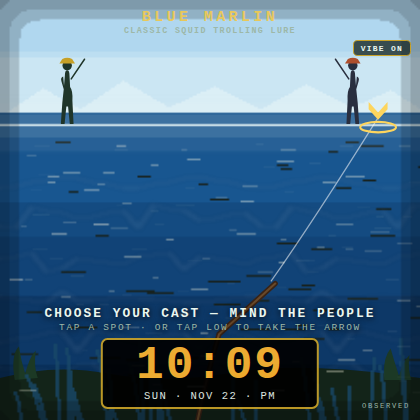 BLUE MARLIN
CLASSIC SQUID TROLLING LURE
VIBE ON
CHOOSE YOUR CAST — MIND THE PEOPLE
TAP A SPOT · OR TAP LOW TO TAKE THE ARROW
10:09
SUN · NOV 22 · PM
OBSERVED